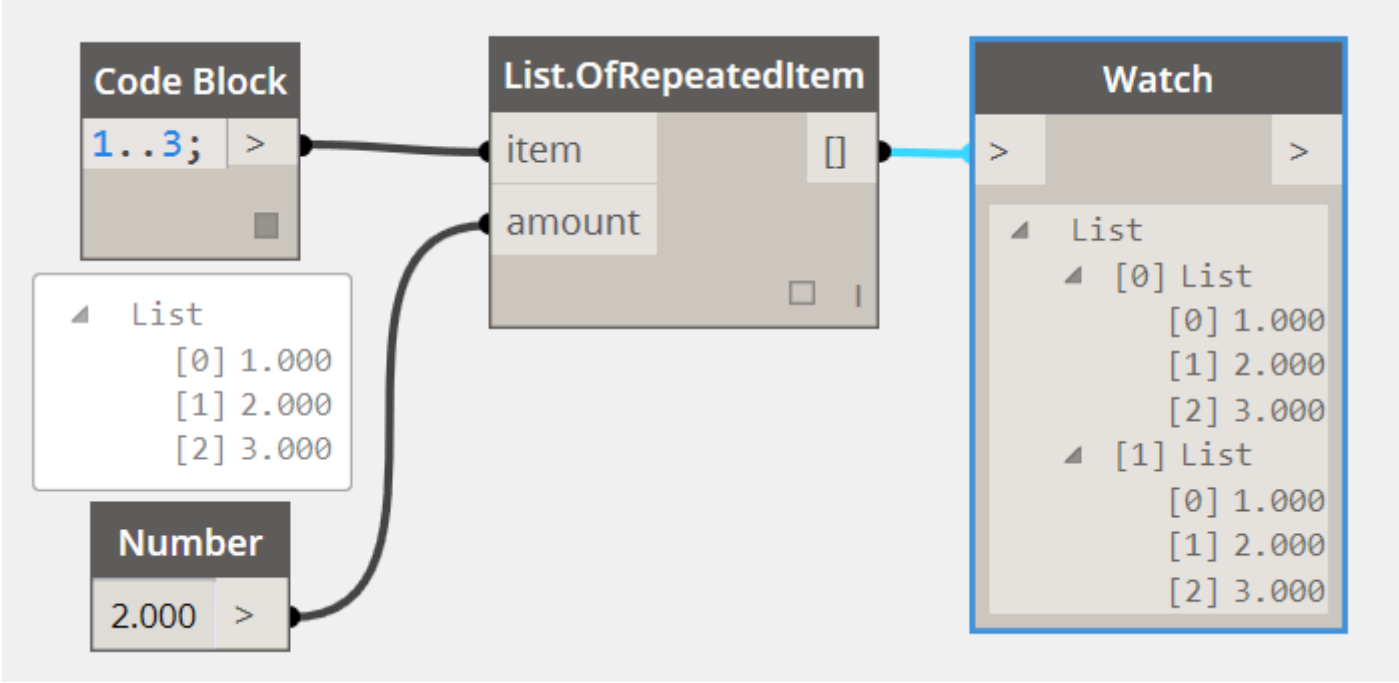 Code Block
1..3; >
List
[0] 1.000
[1] 2.000
[2] 3.000
Number
2.000 >
List.OfRepeatedItem
item []
amount
|
Watch
> >
List
[0] List
[0] 1.000
[1] 2.000
[2] 3.000
[1] List
[0] 1.000
[1] 2.000
[2] 3.000